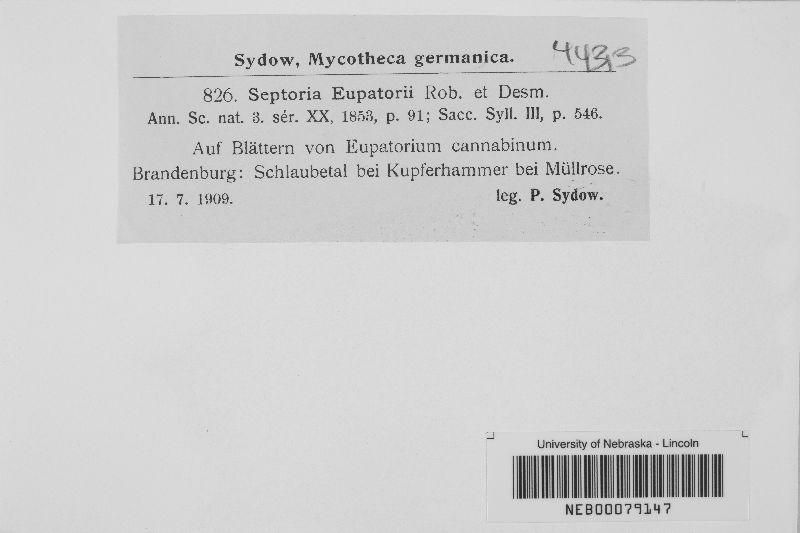 Sydow, Mycotheca germanica.
826. Septoria Eupatorii Rob. et Desm.
Ann. Sc. nat. 3. sér. XX, 1853, p. 91; Sacc. Syll. III, p. 546.
Auf Blättern von Eupatorium cannabinum.
Brandenburg: Schlaubetal bei Kupferhammer bei Müllrose.
17. 7. 1909. leg. P. Sydow.
University of Nebraska - Lincoln
NEB00079147